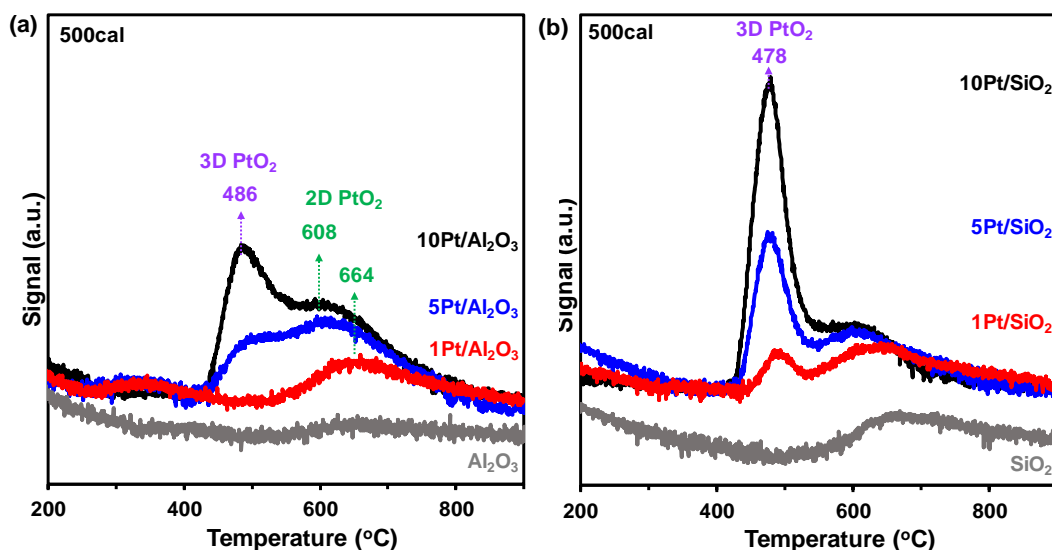 (a)
500cal
3D PtO₂
486
2D PtO₂
608
664
10Pt/Al₂O₃
5Pt/Al₂O₃
1Pt/Al₂O₃
Al₂O₃
Signal (a.u.)
200 400 600 800
Temperature (ᵒC)
(b)
500cal
3D PtO₂
478
10Pt/SiO₂
5Pt/SiO₂
1Pt/SiO₂
SiO₂
Signal (a.u.)
200 400 600 800
Temperature (ᵒC)